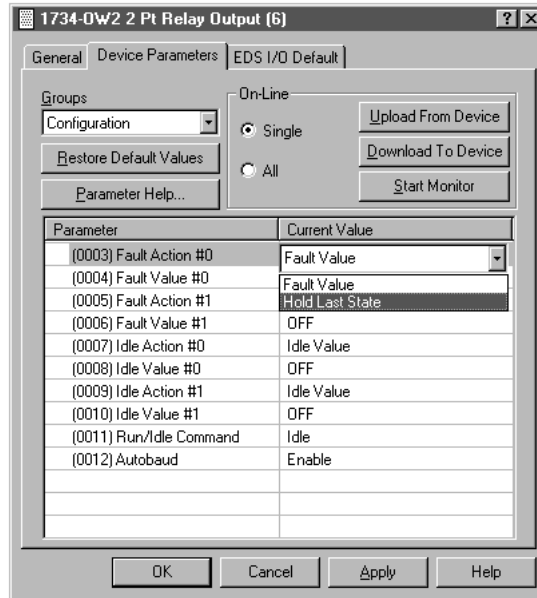 1734-OW2 2 Pt Relay Output (6)
General Device Parameters EDS I/O Default
Groups
Configuration
Restore Default Values
Parameter Help...
On-Line
Single
All
Upload From Device
Download To Device
Start Monitor
Parameter Current Value
(0003) Fault Action #0 Fault Value
(0004) Fault Value #0 Fault Value
(0005) Fault Action #1 Hold Last State
(0006) Fault Value #1 OFF
(0007) Idle Action #0 Idle Value
(0008) Idle Value #0 OFF
(0009) Idle Action #1 Idle Value
(0010) Idle Value #1 OFF
(0011) Run/Idle Command Idle
(0012) Autobaud Enable
OK Cancel Apply Help